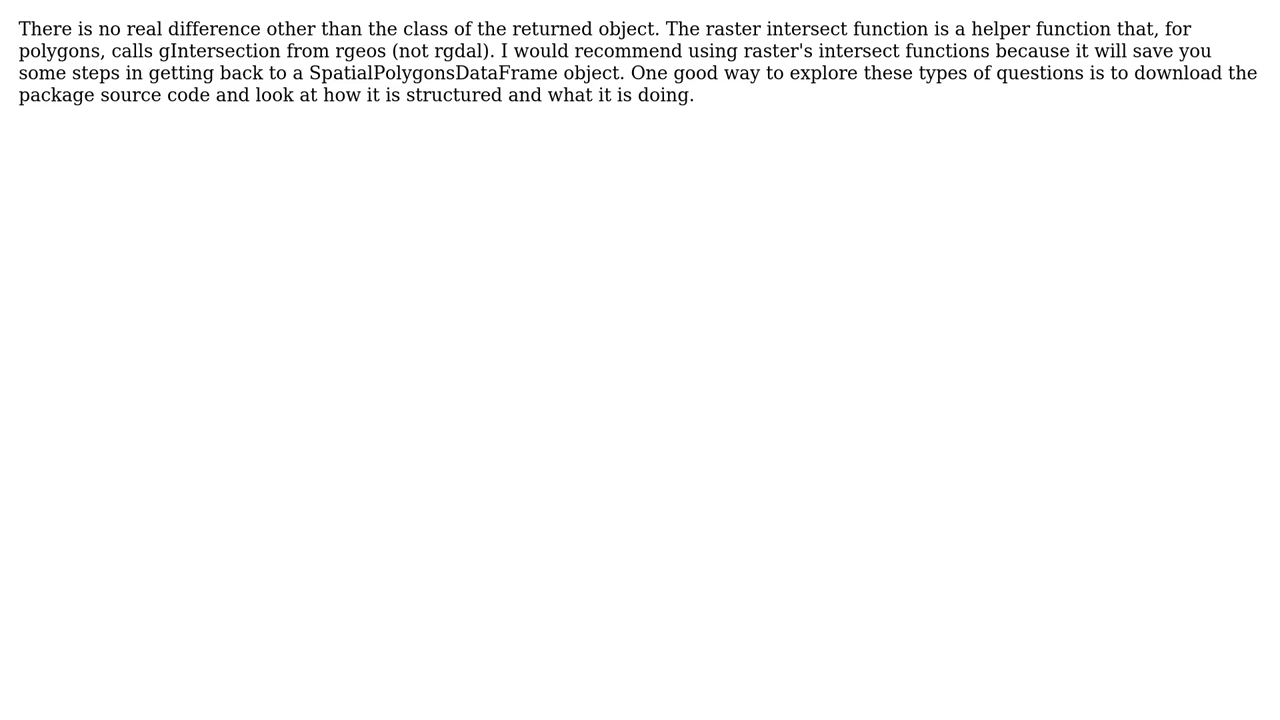 There is no real difference other than the class of the returned object. The raster intersect function is a helper function that, for
polygons, calls gIntersection from rgeos (not rgdal). I would recommend using raster's intersect functions because it will save you
some steps in getting back to a SpatialPolygonsDataFrame object. One good way to explore these types of questions is to download the
package source code and look at how it is structured and what it is doing.